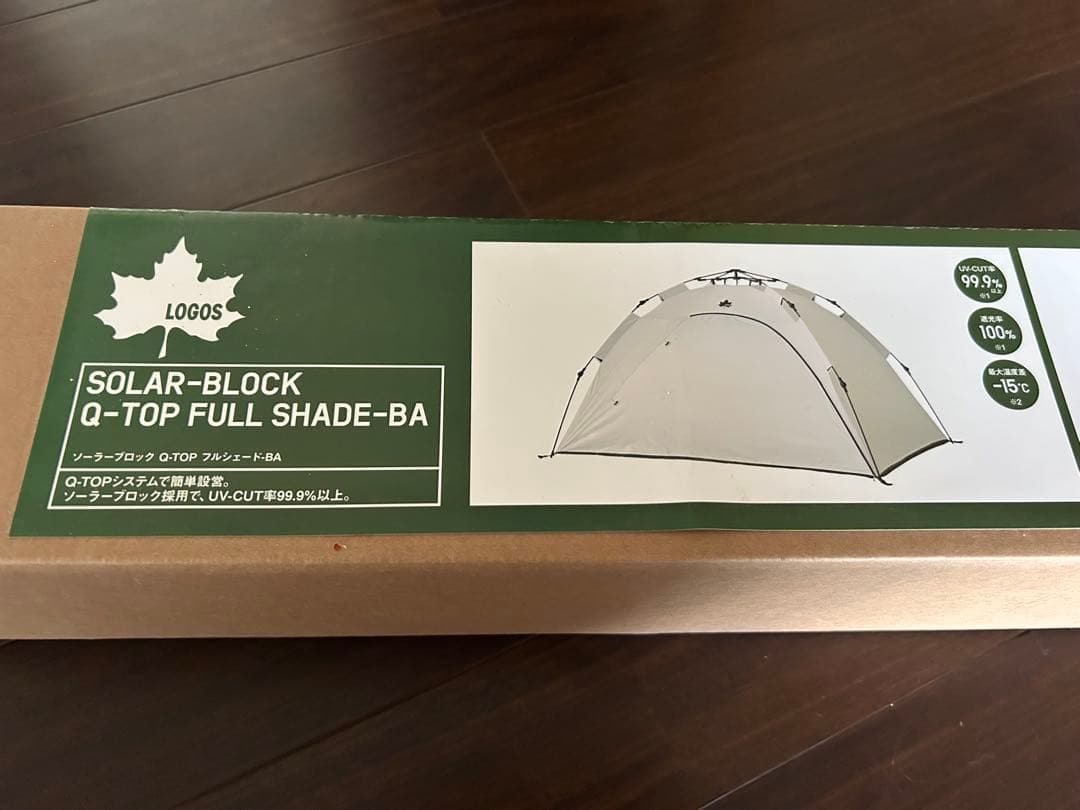 LOGOS
SOLAR-BLOCK
Q-TOP FULL SHADE-BA
ソーラーブロック Q-TOP フルシェード-BA
Q-TOPシステムで簡単設営。
ソーラーブロック採用で、UV-CUT率99.9%以上。
UV-CUT率
99.9%
以上
※1
遮光率
100%
※1
最大温度差
-15℃
※2